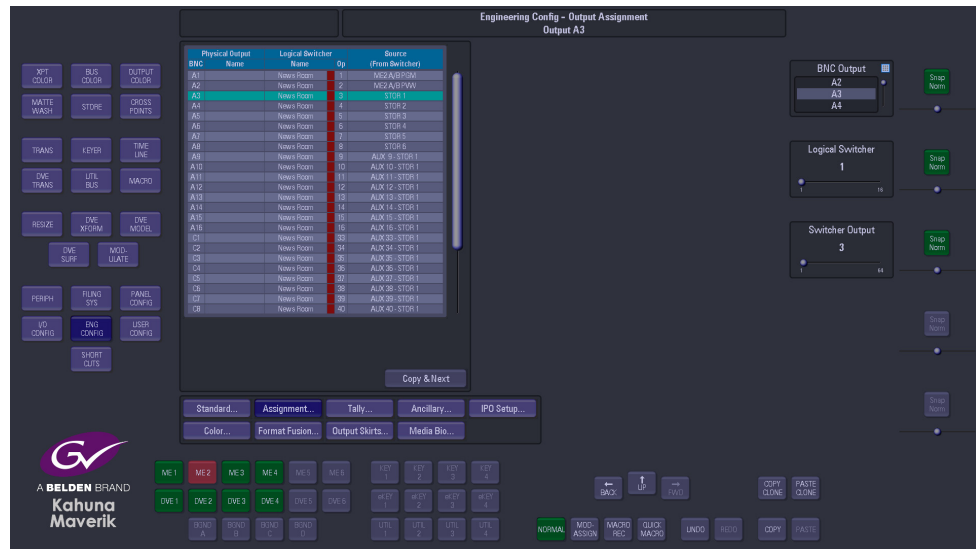 Engineering Config - Output Assignment
Output A3
Physical Output Logical Switcher Source
BNC Name Name Op (From Switcher)
A1 News Room 1 ME2 A/B PGM
A2 News Room 2 ME2 A/B PVW
A3 News Room 3 STOR 1
A4 News Room 4 STOR 2
A5 News Room 5 STOR 3
A6 News Room 6 STOR 4
A7 News Room 7 STOR 5
A8 News Room 8 STOR 6
A9 News Room 9 AUX 9 - STOR 1
A10 News Room 10 AUX 10 - STOR 1
A11 News Room 11 AUX 11 - STOR 1
A12 News Room 12 AUX 12 - STOR 1
A13 News Room 13 AUX 13 - STOR 1
A14 News Room 14 AUX 14 - STOR 1
A15 News Room 15 AUX 15 - STOR 1
A16 News Room 16 AUX 16 - STOR 1
C1 News Room 33 AUX 33 - STOR 1
C2 News Room 34 AUX 34 - STOR 1
C3 News Room 35 AUX 35 - STOR 1
C4 News Room 36 AUX 36 - STOR 1
C5 News Room 37 AUX 37 - STOR 1
C6 News Room 38 AUX 38 - STOR 1
C7 News Room 39 AUX 39 - STOR 1
C8 News Room 40 AUX 40 - STOR 1
Copy & Next
XPT COLOR
BUS COLOR
OUTPUT COLOR
MATTE WASH
STORE
CROSS POINTS
TRANS
KEYER
TIME LINE
DVE TRANS
UTIL BUS
MACRO
RESIZE
DVE XFORM
DVE MODEL
DVE SURF
MOD-ULATE
PERIPH
FILING SYS
PANEL CONFIG
I/O CONFIG
ENG CONFIG
USER CONFIG
SHORT CUTS
BNC Output
A2
A3
A4
Snap Norm
Logical Switcher
1
1 16
Snap Norm
Switcher Output
3
1 64
Snap Norm
Snap Norm
Snap Norm
Standard... Assignment... Tally... Ancillary... IPO Setup...
Color... Format Fusion... Output Skirts... Media Bio...
GV
A BELDEN BRAND
Kahuna
Maverik
ME 1 ME 2 ME 3 ME 4 ME 5 ME 6
KEY 1 KEY 2 KEY 3 KEY 4
DVE 1 DVE 2 DVE 3 DVE 4 DVE 5 DVE 6
BGND A BGND B BGND C BGND D
UTIL 1 UTIL 2 UTIL 3 UTIL 4
BACK UP FWD
COPY CLONE PASTE CLONE
NORMAL MOD-ASSIGN MACRO REC QUICK MACRO UNDO REDO COPY PASTE